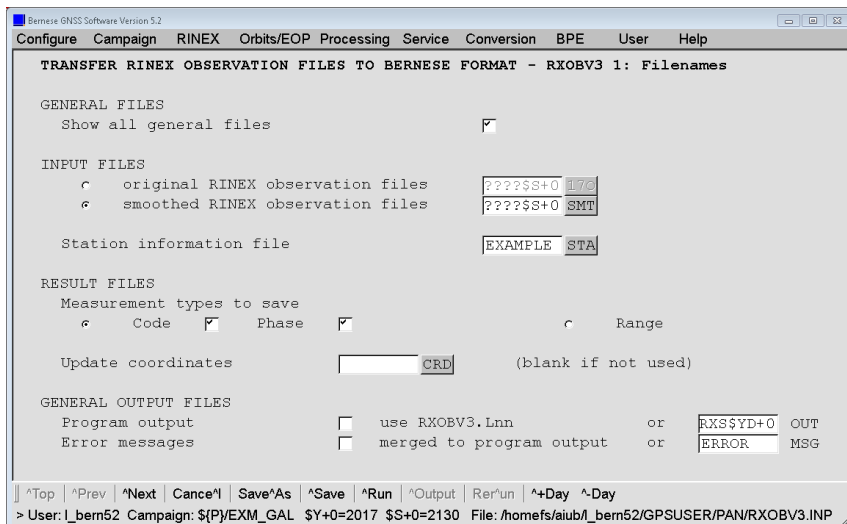 Bernese GNSS Software Version 5.2
Configure Campaign RINEX Orbits/EOP Processing Service Conversion BPE User Help
TRANSFER RINEX OBSERVATION FILES TO BERNESE FORMAT - RXOBV3 1: Filenames
GENERAL FILES
Show all general files
INPUT FILES
original RINEX observation files ????$S+0 17O
smoothed RINEX observation files ????$S+0 SMT
Station information file EXAMPLE STA
RESULT FILES
Measurement types to save
Code Phase Range
Update coordinates CRD (blank if not used)
GENERAL OUTPUT FILES
Program output use RXOBV3.Lnn or RXS$YD+0 OUT
Error messages merged to program output or ERROR MSG
^Top | ^Prev | ^Next | Cance^l | Save^As | ^Save | ^Run | ^Output | Rer^un | ^+Day ^-Day
> User: l_bern52 Campaign: ${P}/EXM_GAL $Y+0=2017 $S+0=2130 File: /homefs/aiub/l_bern52/GPSUSER/PAN/RXOBV3.INP